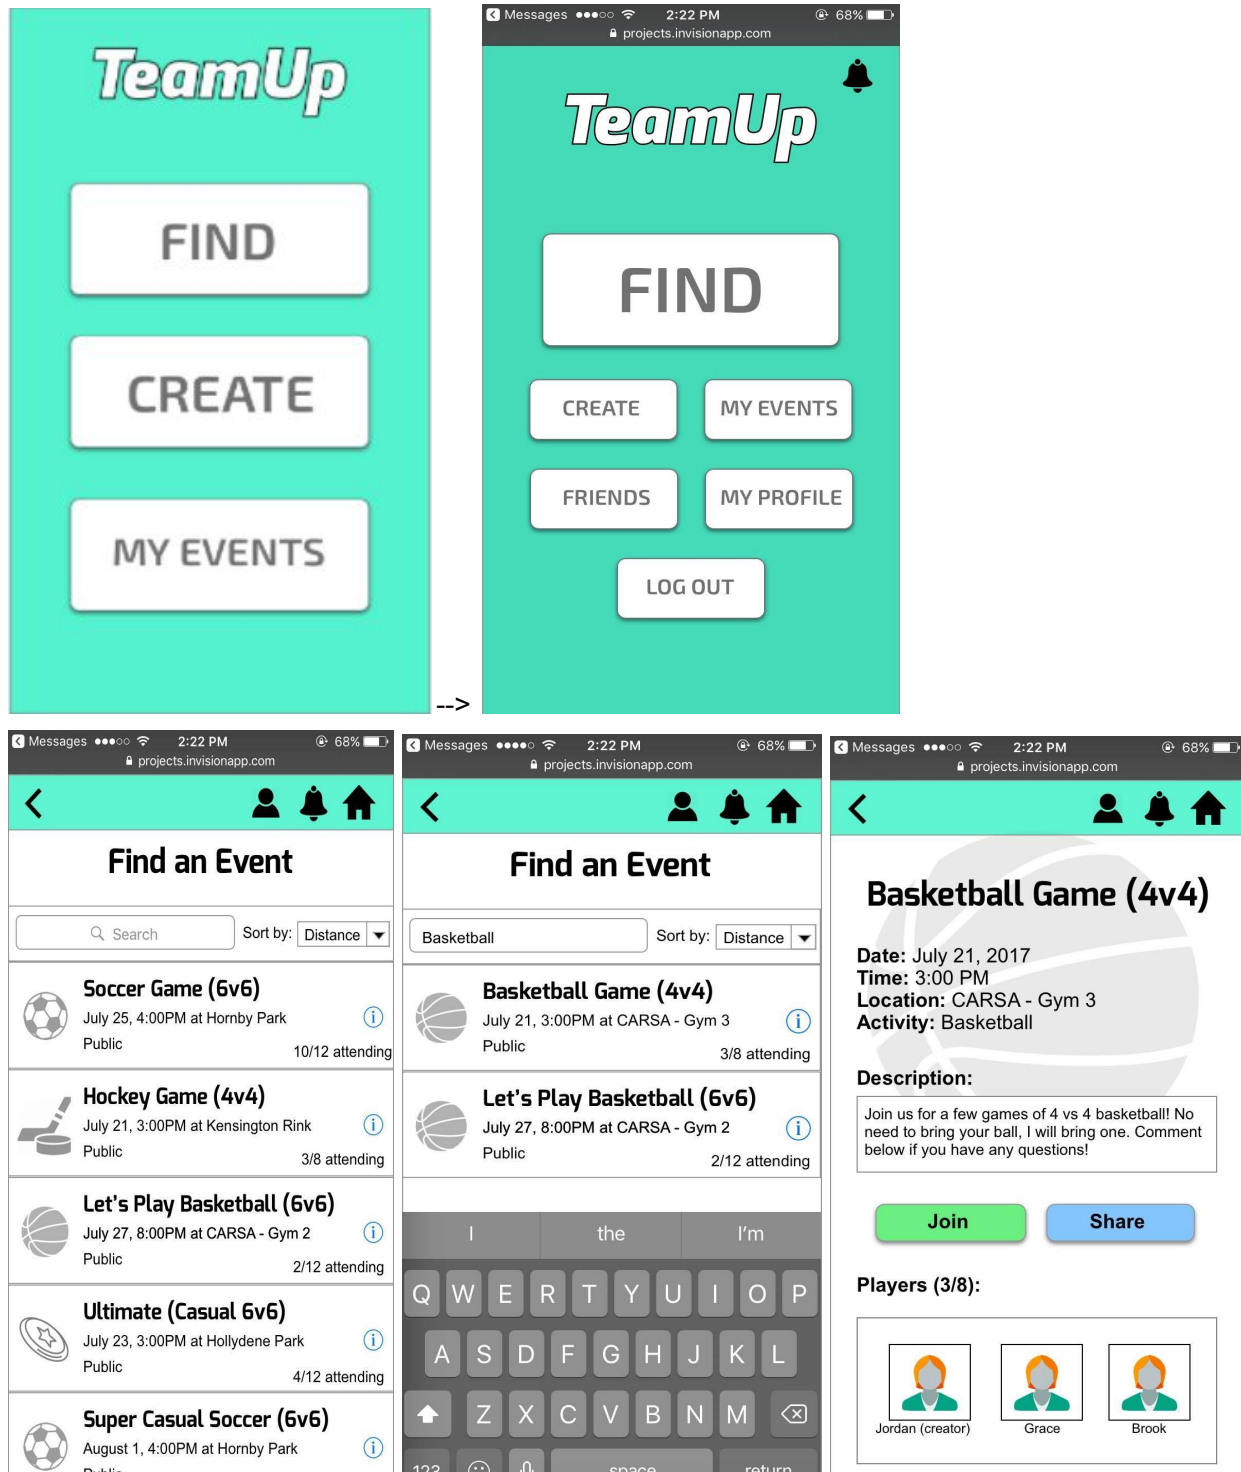 TeamUp
FIND
CREATE
MY EVENTS
-->
Messages 2:22 PM 68%
projects.invisionapp.com
TeamUp
FIND
CREATE MY EVENTS
FRIENDS MY PROFILE
LOG OUT
Messages 2:22 PM 68%
projects.invisionapp.com
Find an Event
Search Sort by: Distance
Soccer Game (6v6)
July 25, 4:00PM at Hornby Park
Public
10/12 attending
Hockey Game (4v4)
July 21, 3:00PM at Kensington Rink
Public
3/8 attending
Let's Play Basketball (6v6)
July 27, 8:00PM at CARSA - Gym 2
Public
2/12 attending
Ultimate (Casual 6v6)
July 23, 3:00PM at Hollydene Park
Public
4/12 attending
Super Casual Soccer (6v6)
August 1, 4:00PM at Hornby Park
Public
Messages 2:22 PM 68%
projects.invisionapp.com
Find an Event
Basketball Sort by: Distance
Basketball Game (4v4)
July 21, 3:00PM at CARSA - Gym 3
Public
3/8 attending
Let's Play Basketball (6v6)
July 27, 8:00PM at CARSA - Gym 2
Public
2/12 attending
I the I'm
Q W E R T Y U I O P
A S D F G H J K L
Z X C V B N M
123 space return
Messages 2:22 PM 68%
projects.invisionapp.com
Basketball Game (4v4)
Date: July 21, 2017
Time: 3:00 PM
Location: CARSA - Gym 3
Activity: Basketball
Description:
Join us for a few games of 4 vs 4 basketball! No
need to bring your ball, I will bring one. Comment
below if you have any questions!
Join Share
Players (3/8):
Jordan (creator) Grace Brook